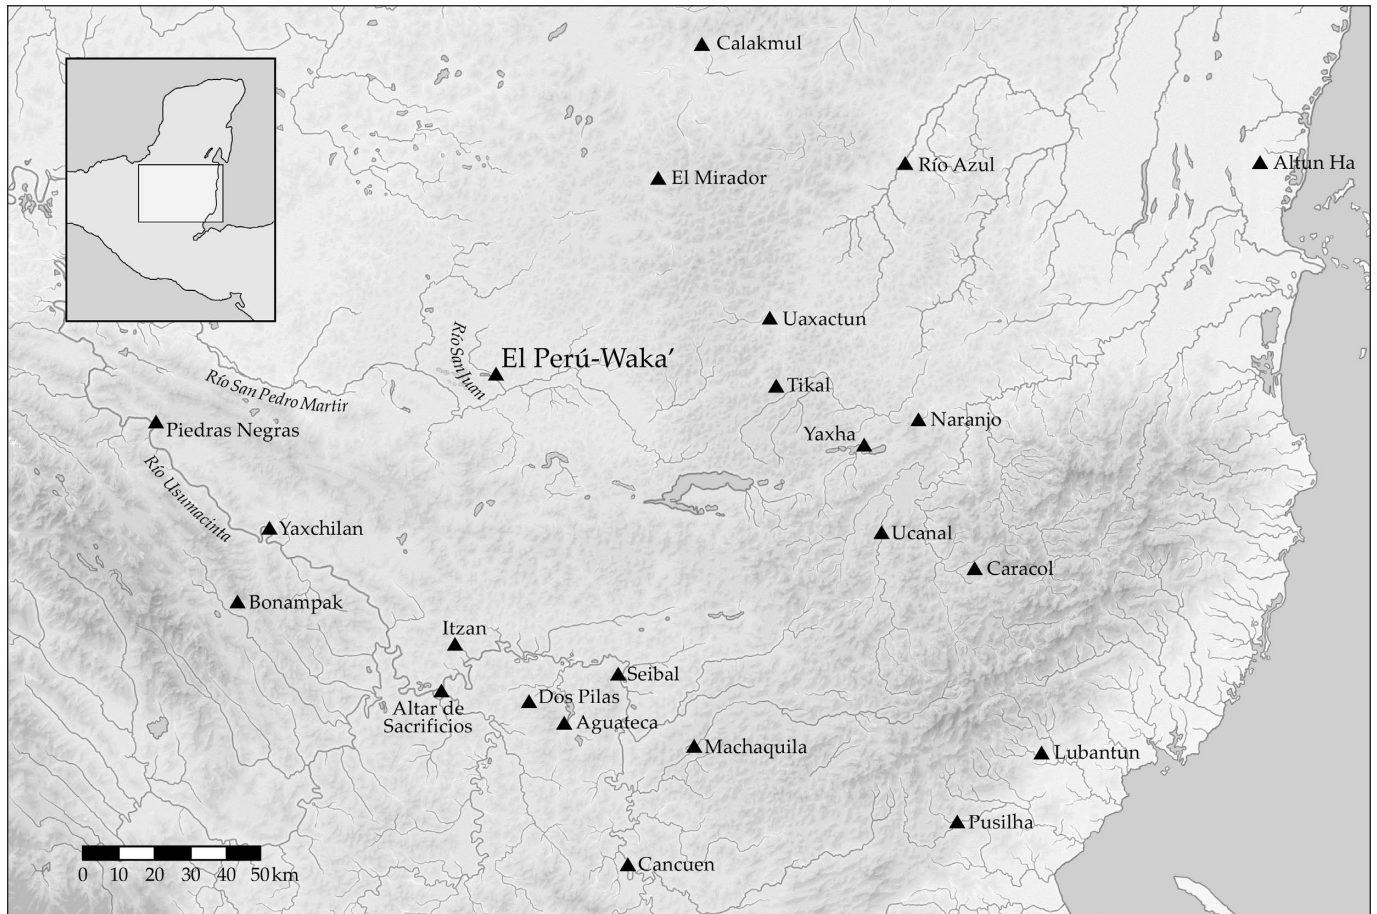 Calakmul
El Mirador
Río Azul
Altun Ha
Uaxactun
Río San Juan
El Perú-Waka’
Río San Pedro Martir
Tikal
Piedras Negras
Naranjo
Yaxha
Río Usumacinta
Yaxchilan
Ucanal
Caracol
Bonampak
Itzan
Seibal
Dos Pilas
Altar de
Sacrificios
Aguateca
Machaquila
Lubantun
Pusilha
Cancuen
0 10 20 30 40 50 km